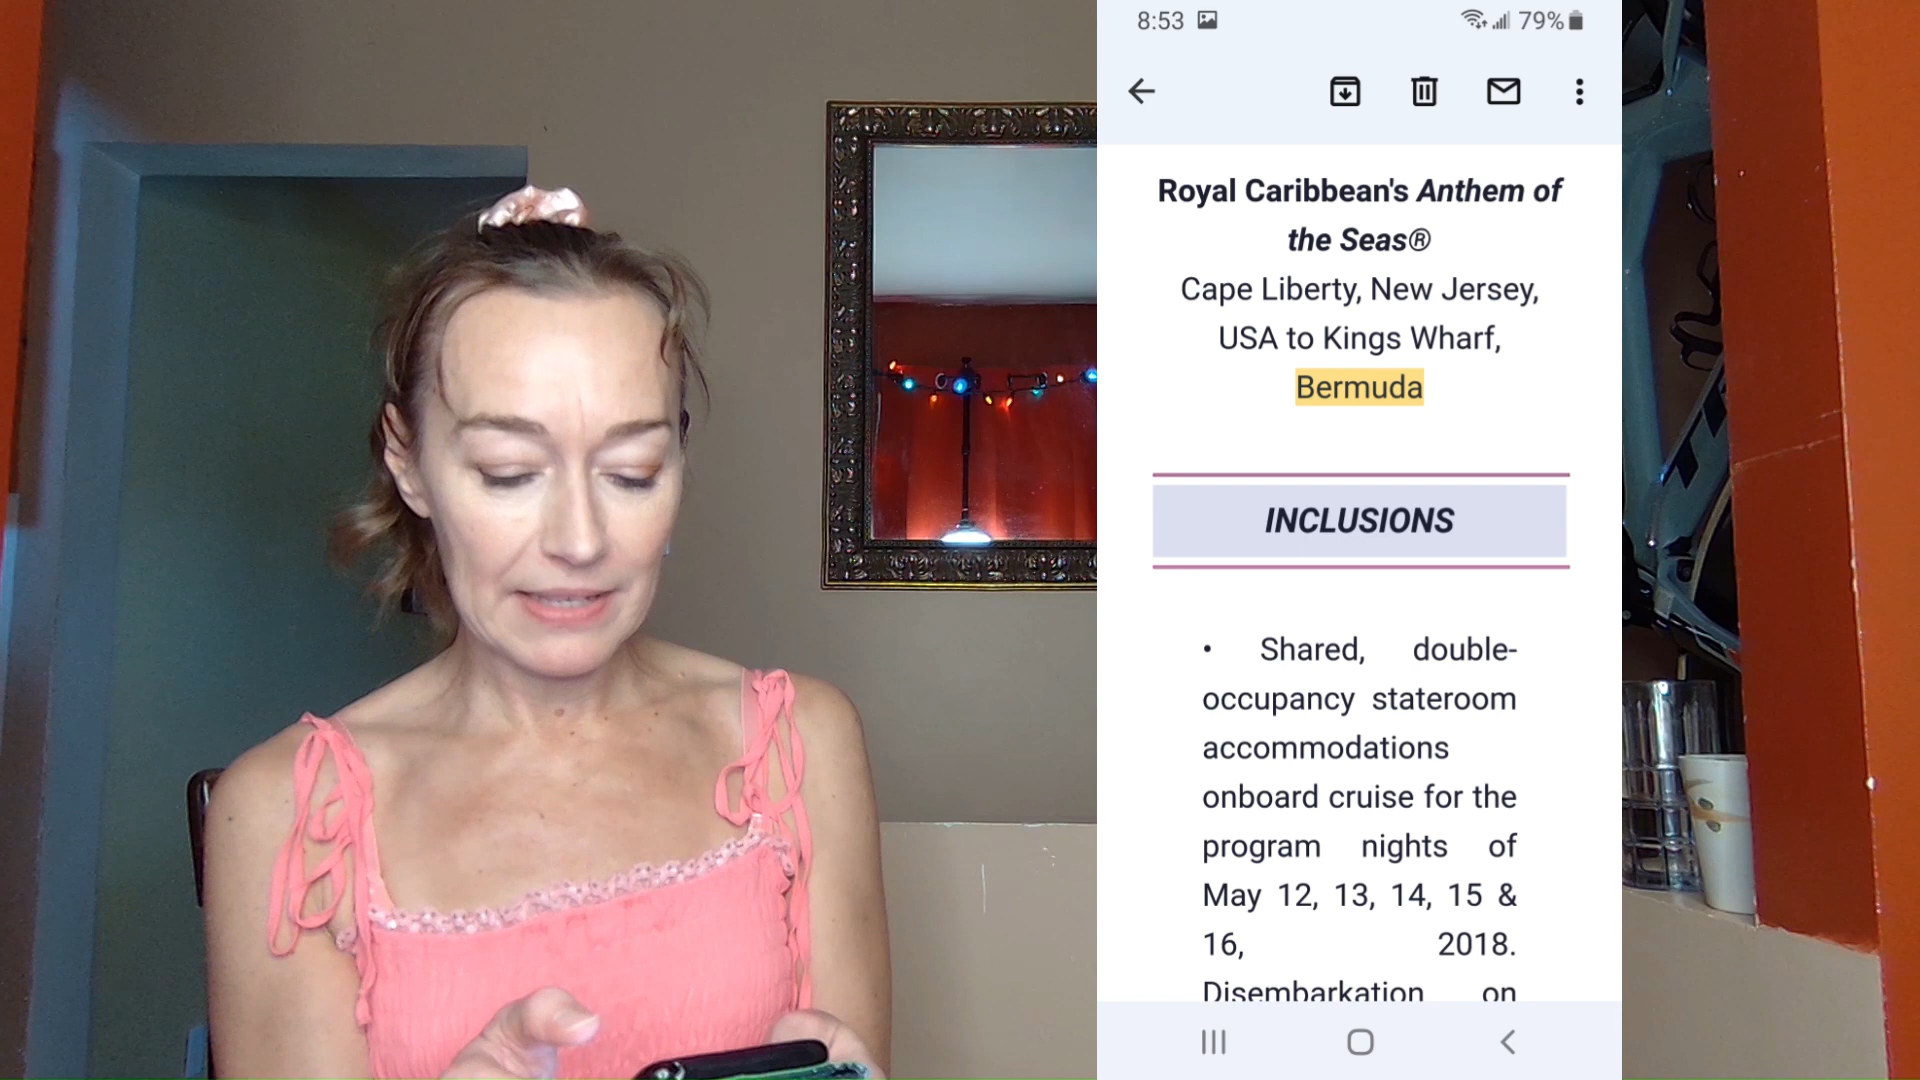 8:53
79%
Royal Caribbean's Anthem of
the Seas®
Cape Liberty, New Jersey,
USA to Kings Wharf,
Bermuda
INCLUSIONS
• Shared, double-
occupancy stateroom
accommodations
onboard cruise for the
program nights of
May 12, 13, 14, 15 &
16, 2018.
Disembarkation on